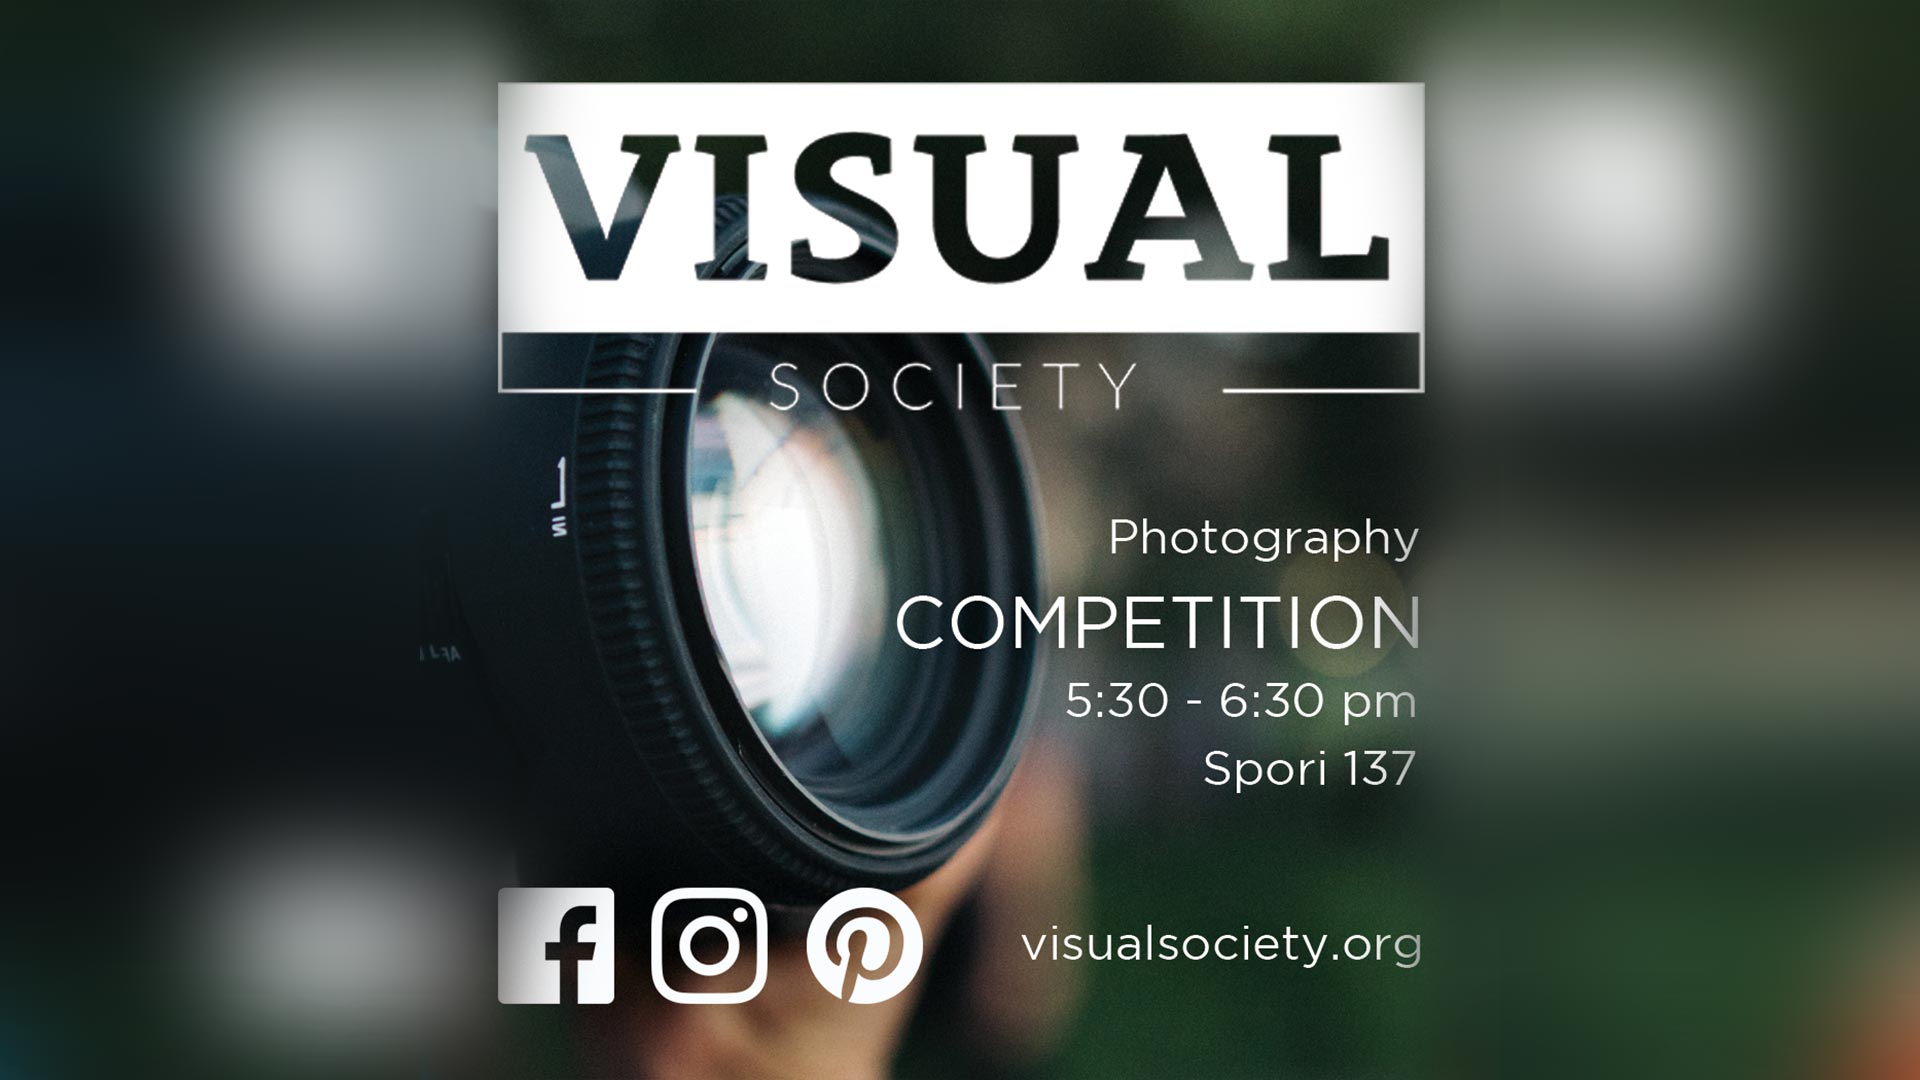 VISUAL
SOCIETY
Photography
COMPETITION
5:30 - 6:30 pm
Spori 137
visualsociety.org